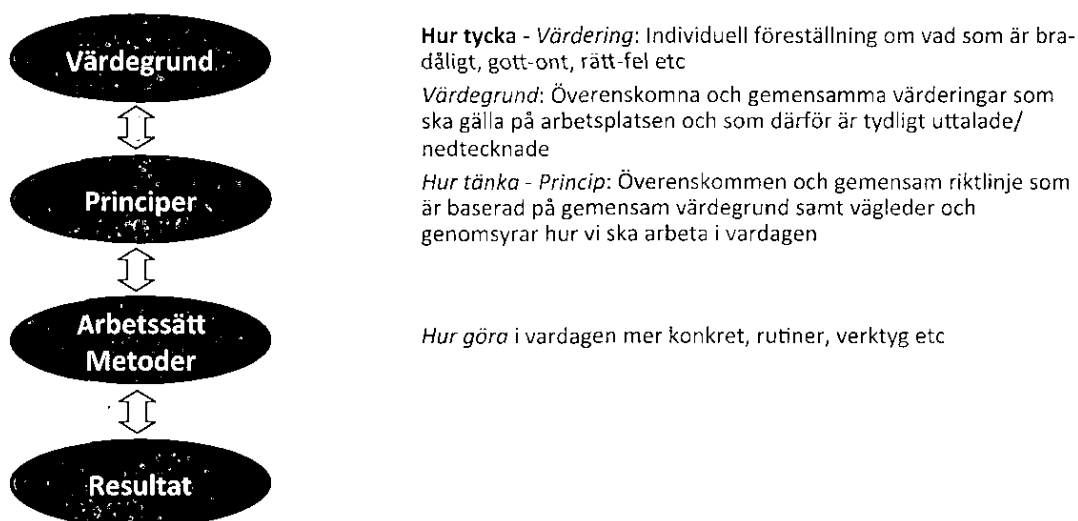 Värdegrund
Hur tycka - Värdering: Individuell föreställning om vad som är bra-
dåligt, gott-ont, rätt-fel etc
Värdegrund: Överenskomna och gemensamma värderingar som
ska gälla på arbetsplatsen och som därför är tydligt uttalade/
nedtecknade
Principer
Hur tänka - Princip: Överenskommen och gemensam riktlinje som
är baserad på gemensam värdegrund samt vägleder och
genomsyrar hur vi ska arbeta i vardagen
Arbetssätt
Metoder
Hur göra i vardagen mer konkret, rutiner, verktyg etc
Resultat